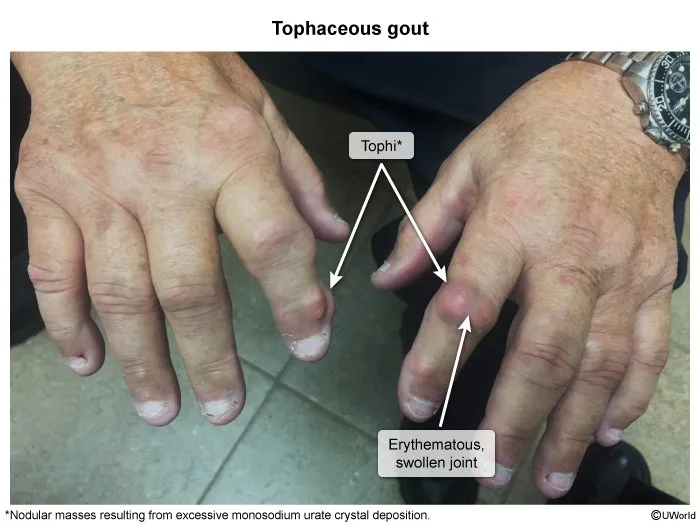 Tophaceous gout
Tophi*
Erythematous,
swollen joint
*Nodular masses resulting from excessive monosodium urate crystal deposition.
©UWorld